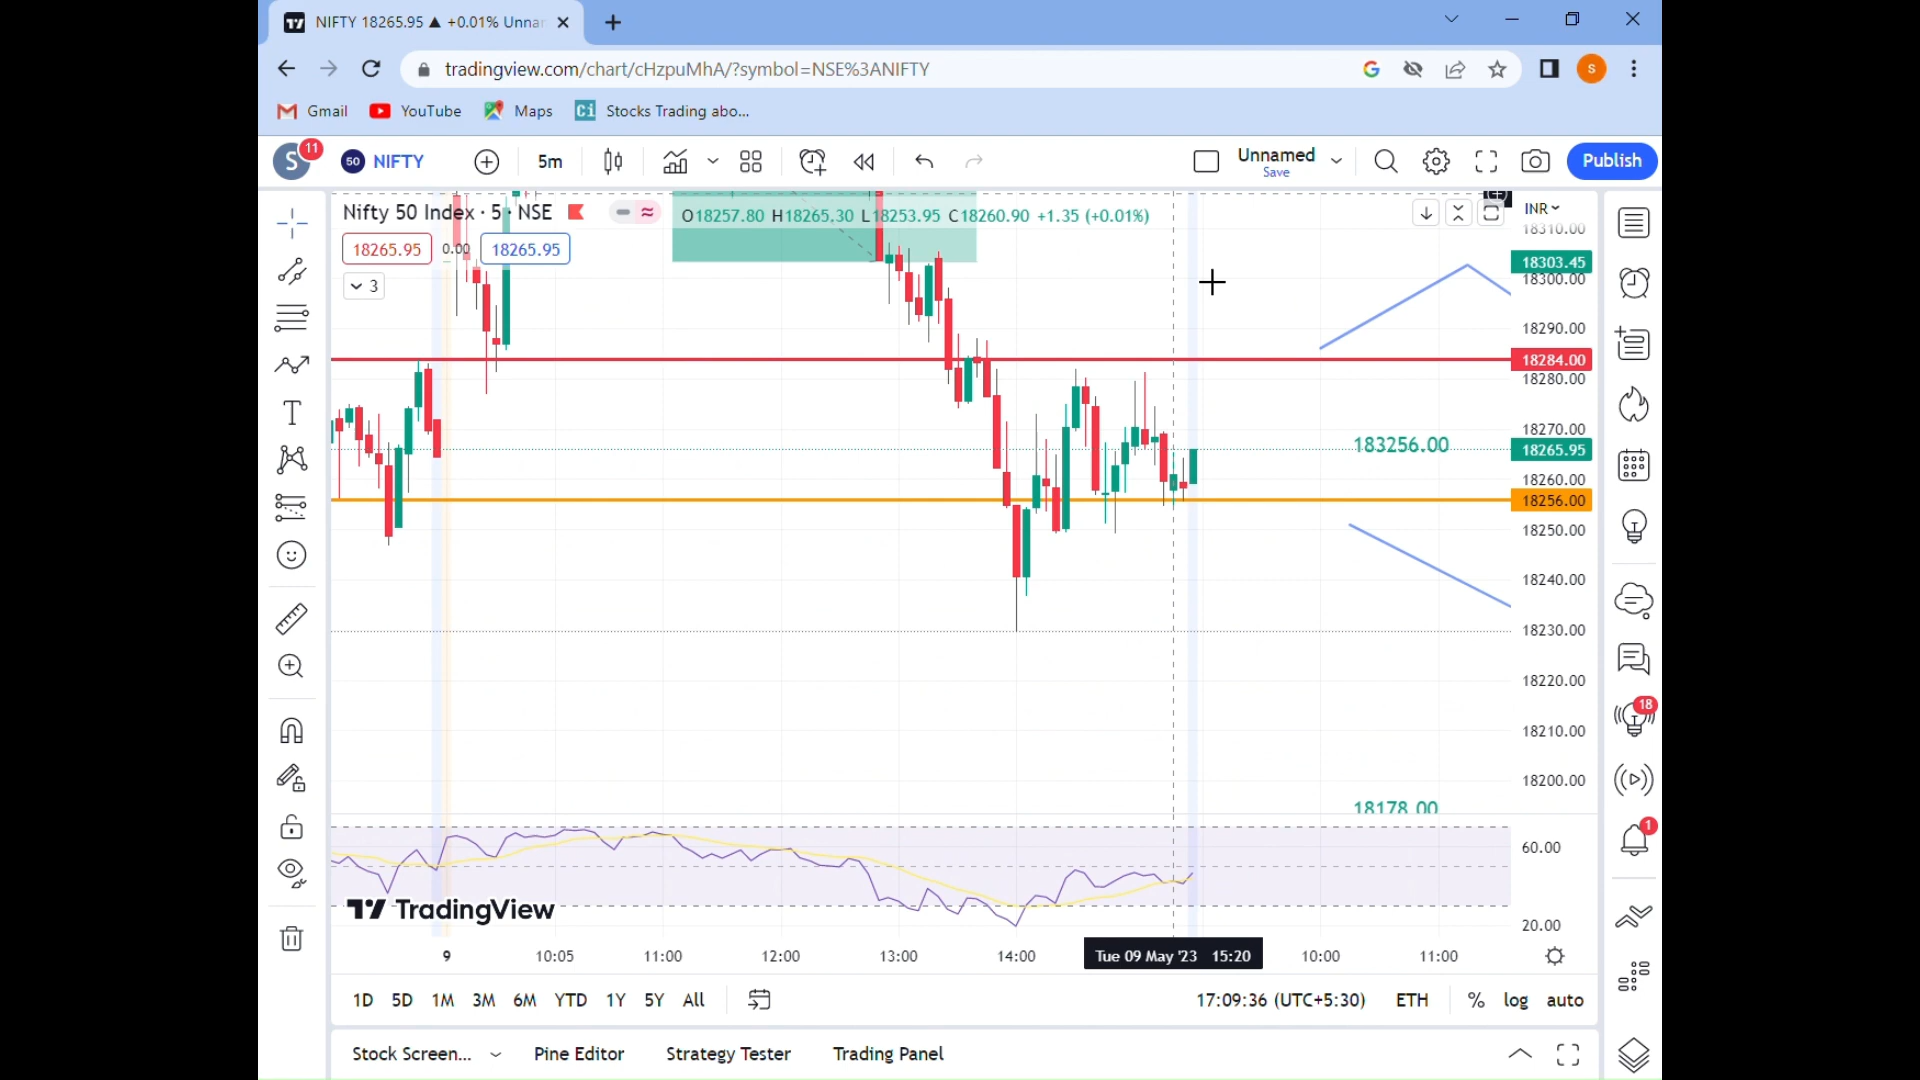 NIFTY 18265.95 ▲ +0.01% Unnar
tradingview.com/chart/cHzpuMhA/?symbol=NSE%3ANIFTY
S
Gmail YouTube Maps Ci Stocks Trading abo...
S 11 50 NIFTY 5m Unnamed Save Publish
Nifty 50 Index · 5 · NSE O18257.80 H18265.30 L18253.95 C18260.90 +1.35 (+0.01%) INR
18265.95 0.00 18265.95
3
18310.00
18303.45
18300.00
18290.00
18284.00
18280.00
18270.00
183256.00 18265.95
18260.00
18256.00
18250.00
18240.00
18230.00
18220.00
18210.00
18200.00
18178.00
18
1
60.00
TradingView
20.00
9 10:05 11:00 12:00 13:00 14:00 Tue 09 May '23 15:20 10:00 11:00
1D 5D 1M 3M 6M YTD 1Y 5Y All 17:09:36 (UTC+5:30) ETH % log auto
Stock Screen... Pine Editor Strategy Tester Trading Panel